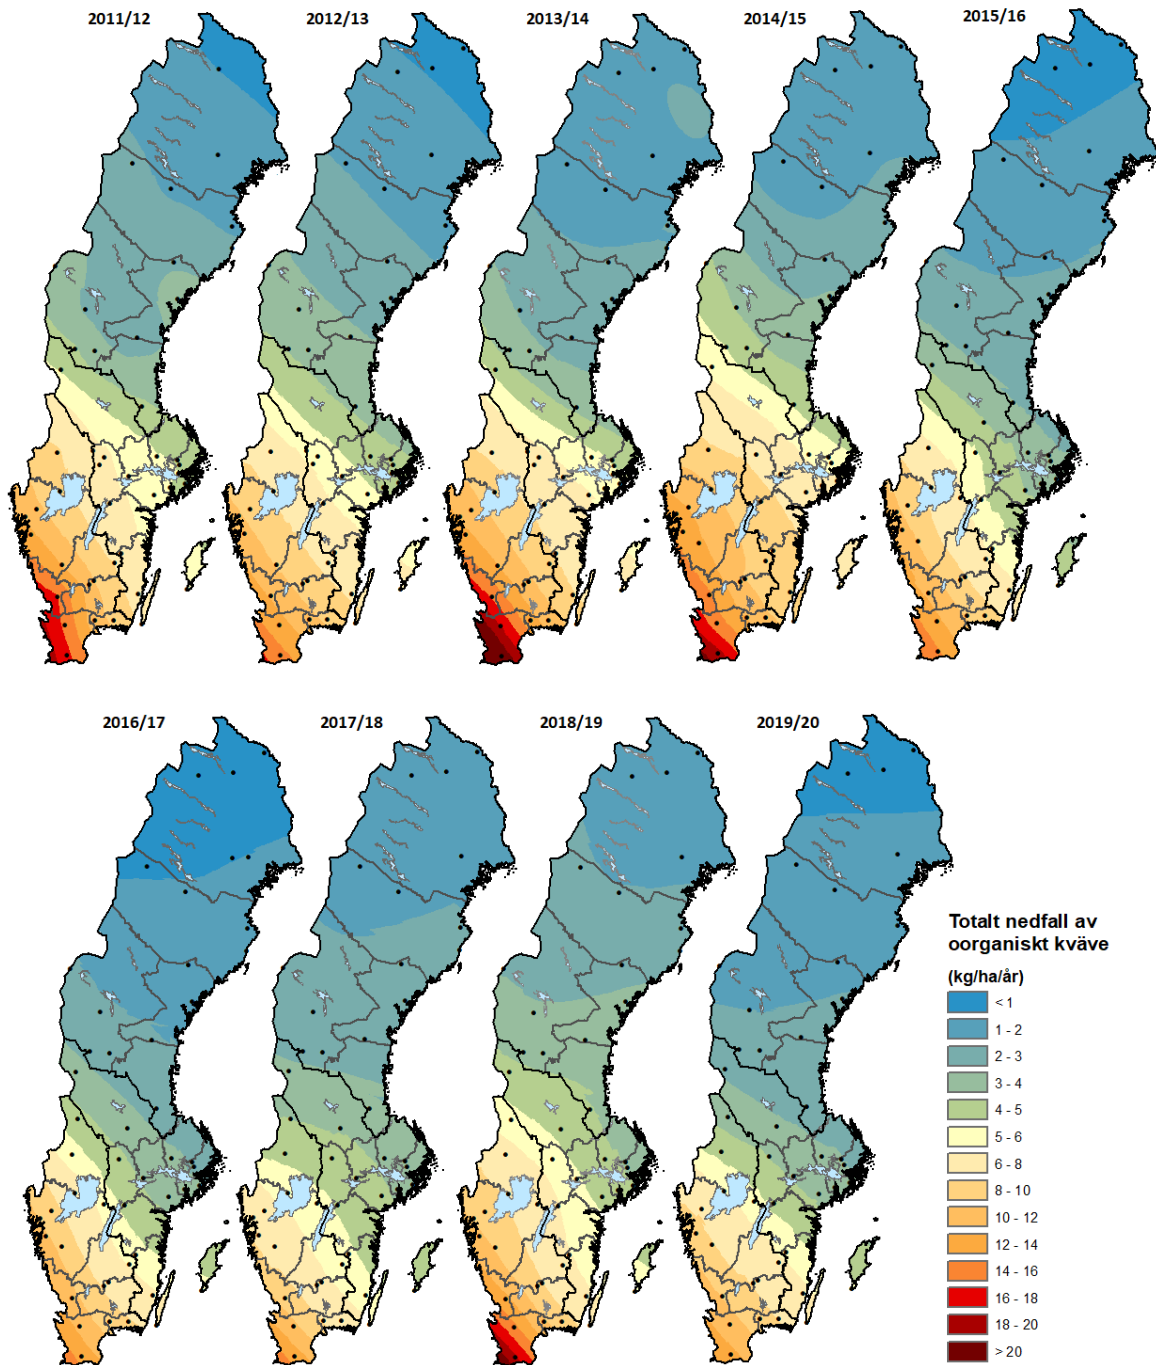 2011/12
2012/13
2013/14
2014/15
2015/16
2016/17
2017/18
2018/19
2019/20
Totalt nedfall av
oorganiskt kväve
(kg/ha/år)
< 1
1 - 2
2 - 3
3 - 4
4 - 5
5 - 6
6 - 8
8 - 10
10 - 12
12 - 14
14 - 16
16 - 18
18 - 20
> 20